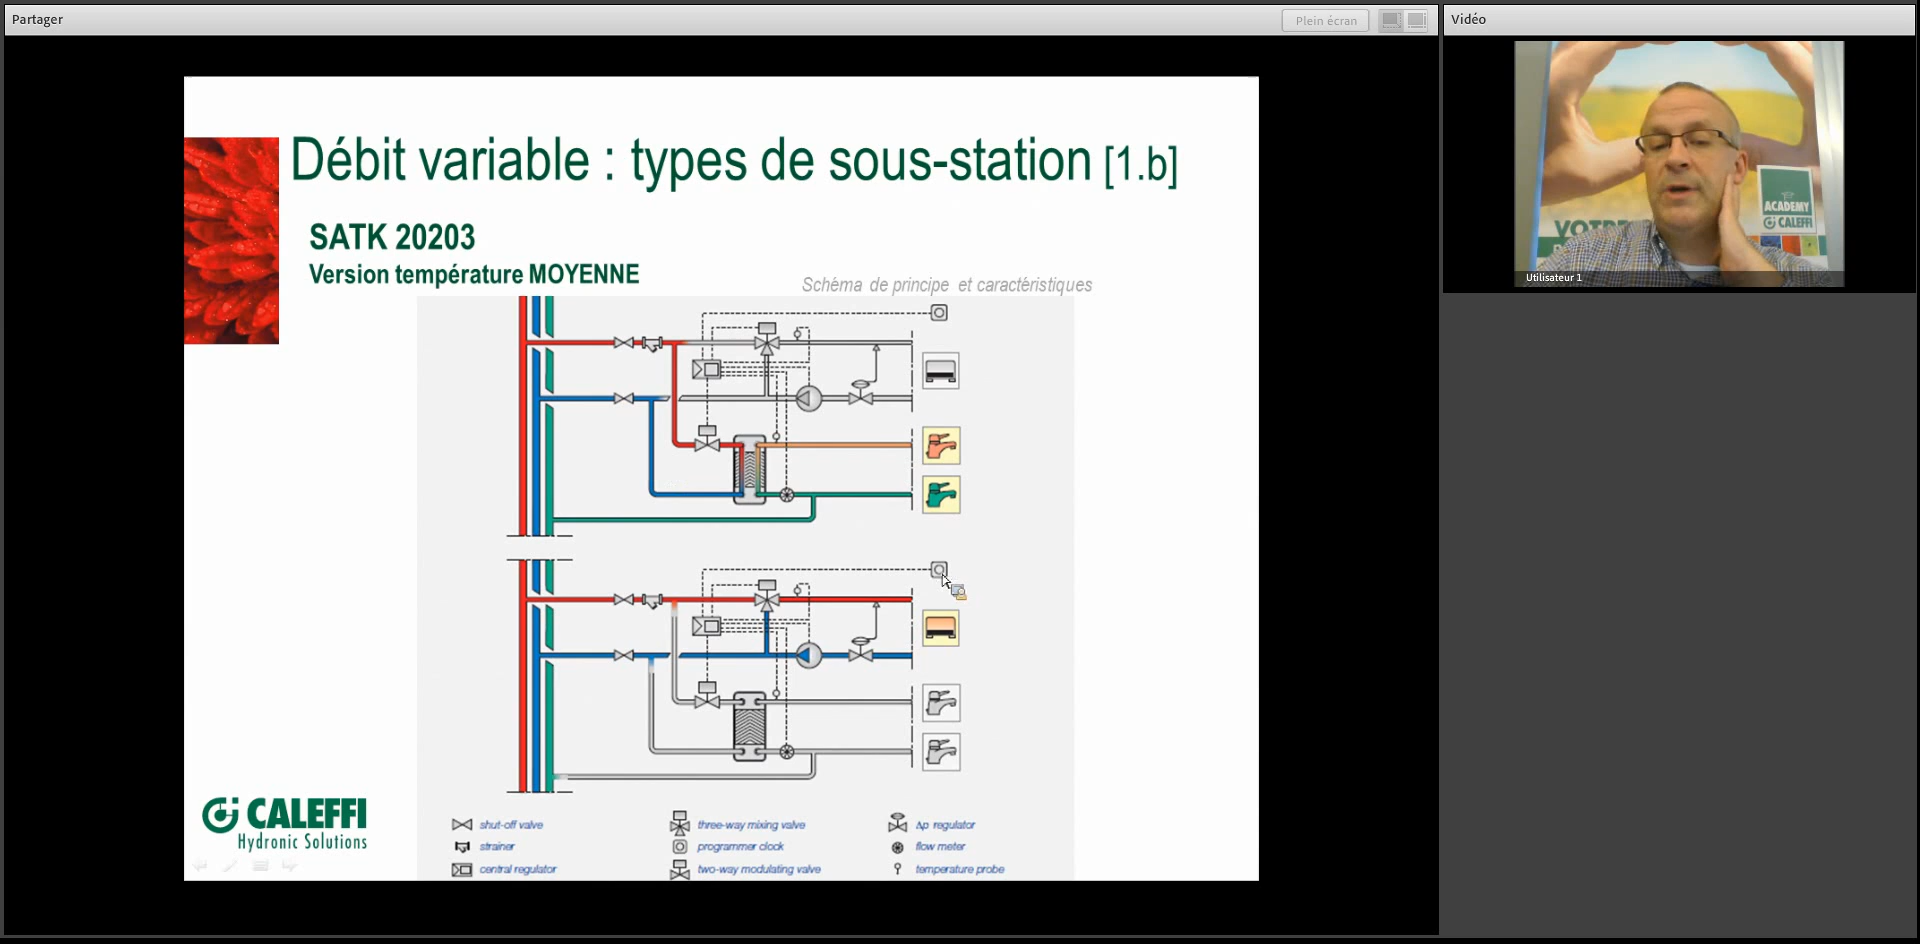 Partager
Plein écran
Vidéo
Débit variable : types de sous-station [1.b]
SATK 20203
Version température MOYENNE
Schéma de principe et caractéristiques
shut-off valve
three-way mixing valve
Δp regulator
strainer
programmer clock
flow meter
central regulator
two-way modulating valve
temperature probe
CALEFFI
Hydronic Solutions
ACADEMY
CALEFFI
VOTRE
Utilisateur 1